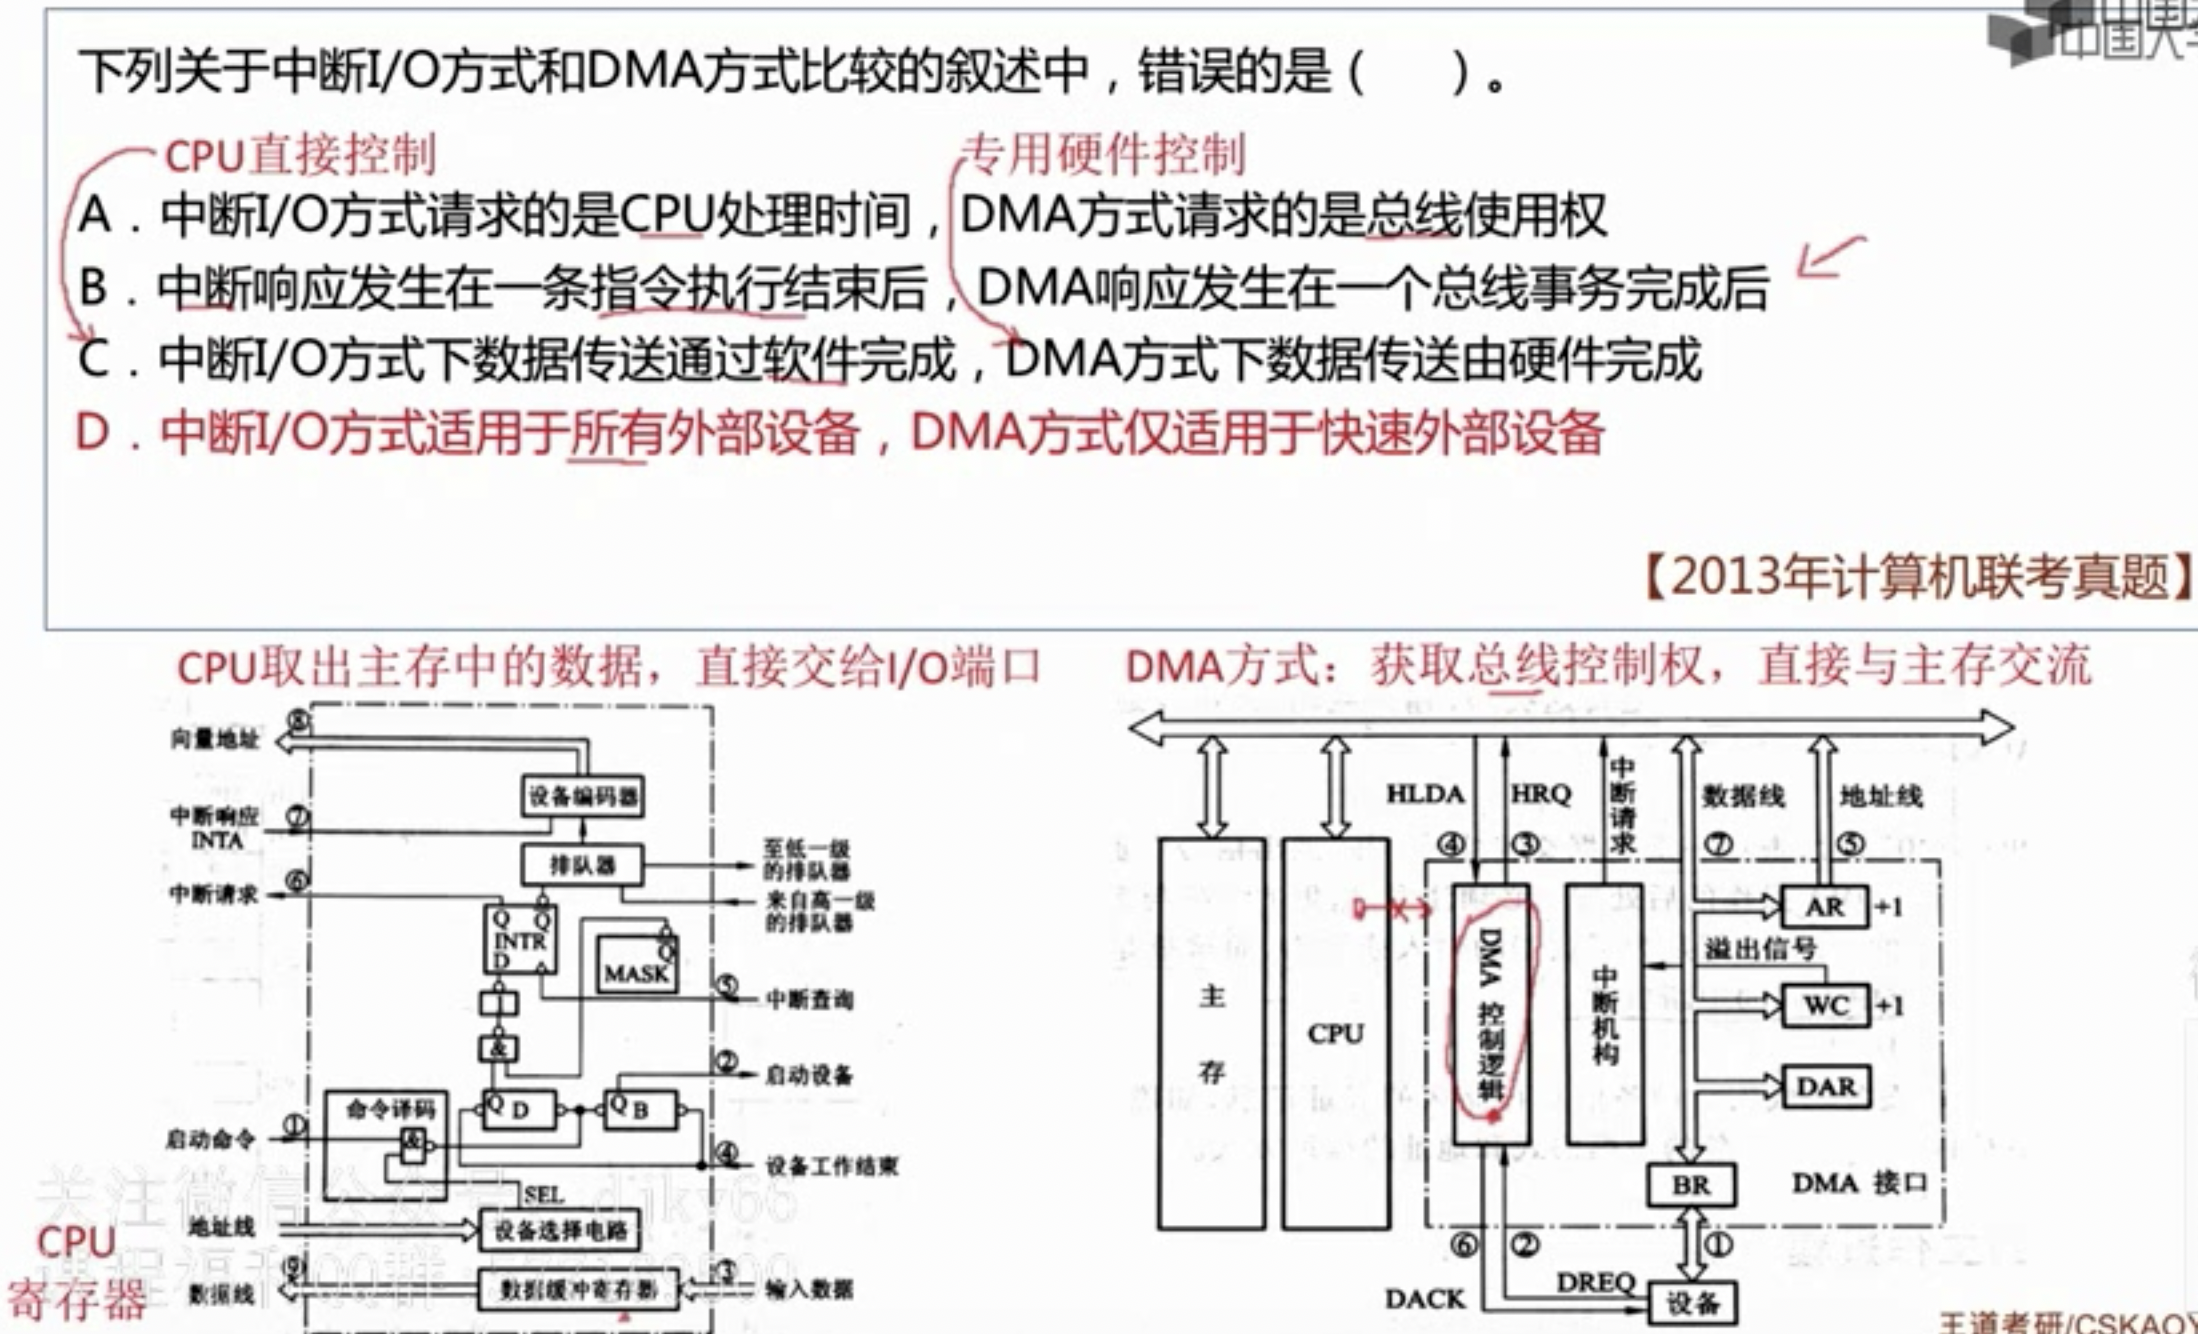 中国大
下列关于中断I/O方式和DMA方式比较的叙述中，错误的是（ ）。
CPU直接控制 专用硬件控制
A．中断I/O方式请求的是CPU处理时间，DMA方式请求的是总线使用权
B．中断响应发生在一条指令执行结束后，DMA响应发生在一个总线事务完成后
C．中断I/O方式下数据传送通过软件完成，DMA方式下数据传送由硬件完成
D．中断I/O方式适用于所有外部设备，DMA方式仅适用于快速外部设备
【2013年计算机联考真题】
CPU取出主存中的数据，直接交给I/O端口
⑧
向量地址
设备编码器
中断响应
INTA
⑦
排队器
至低一级
的排队器
中断请求
⑥
来自高一级
的排队器
Q Q
INTR
D
Q
MASK
⑤
中断查询
&
②
启动设备
命令译码
Q D
Q B
①
启动命令
&
④
设备工作结束
SEL
地址线
设备选择电路
CPU
寄存器
数据线
⑨
数据缓冲寄存器
③
输入数据
关注微信公众号
DMA方式：获取总线控制权，直接与主存交流
HLDA
HRQ
中断请求
数据线
地址线
④
③
⑦
⑤
主存
CPU
DMA 控制逻辑
中断机构
AR
+1
溢出信号
WC
+1
DAR
BR
DMA 接口
⑥
②
①
DACK
DREQ
设备
王道考研/CSKAOY